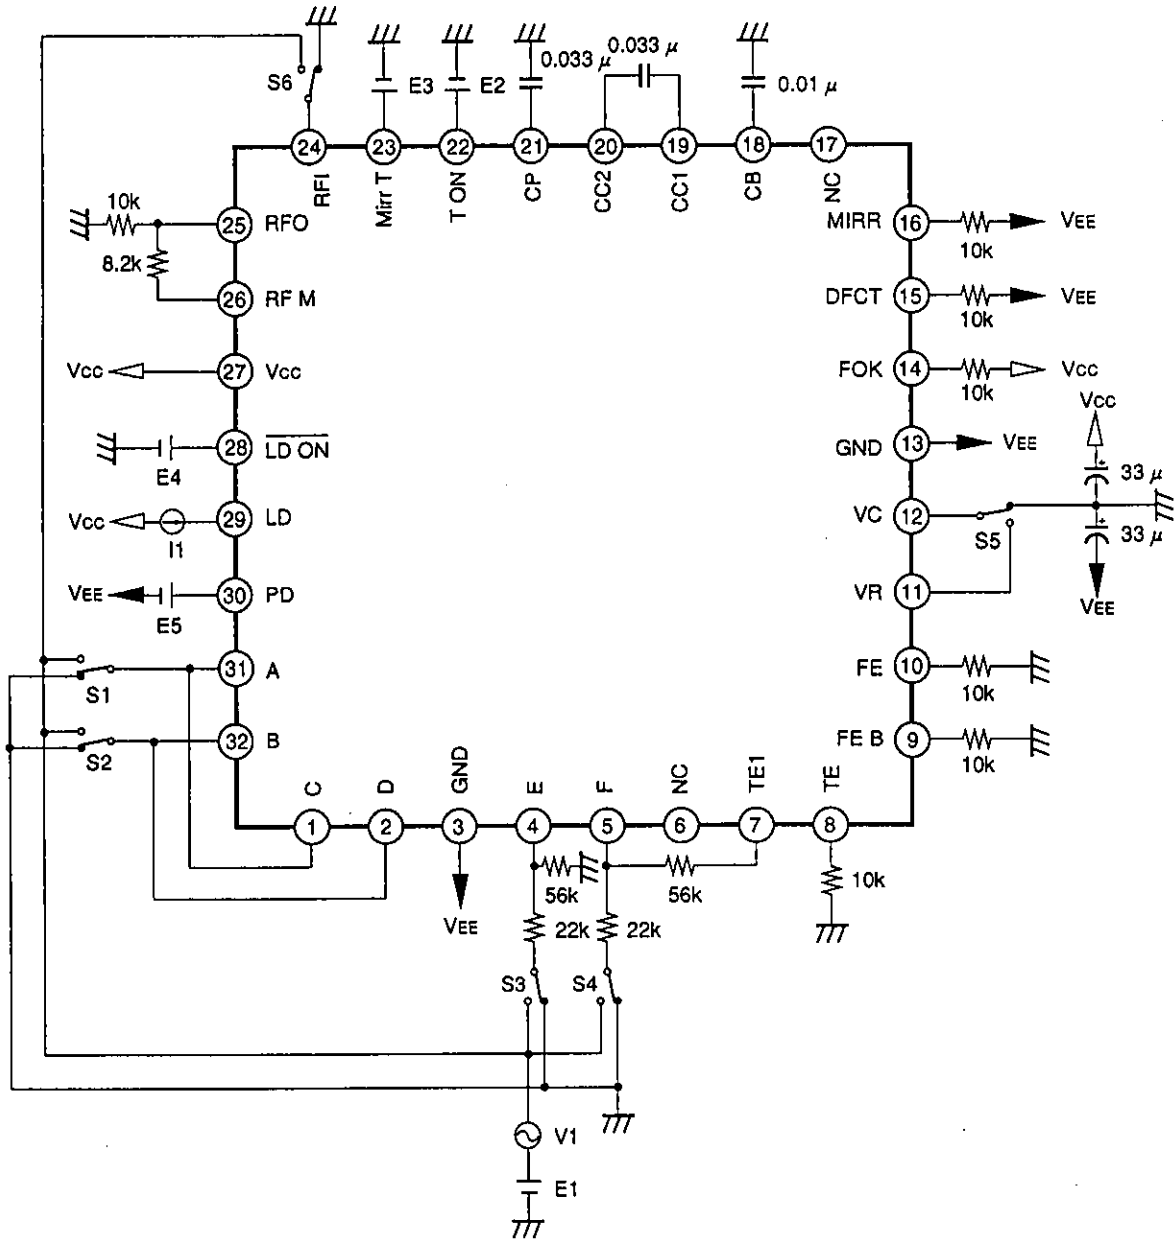 S6
E3
E2
0.033 μ
0.033 μ
0.01 μ
24
23
22
21
20
19
18
17
RFI
Mirr T
T ON
CP
CC2
CC1
CB
NC
10k
25
RFO
8.2k
26
RF M
Vcc
27
Vcc
28
LD ON
E4
Vcc
29
LD
I1
VEE
30
PD
E5
31
A
S1
32
B
S2
MIRR
16
VEE
10k
DFCT
15
VEE
10k
FOK
14
Vcc
10k
Vcc
GND
13
VEE
+
33 μ
VC
12
S5
+
33 μ
VR
11
VEE
FE
10
10k
FE B
9
10k
C
D
GND
E
F
NC
TE1
TE
1
2
3
4
5
6
7
8
56k
56k
10k
VEE
22k
22k
S3
S4
V1
E1